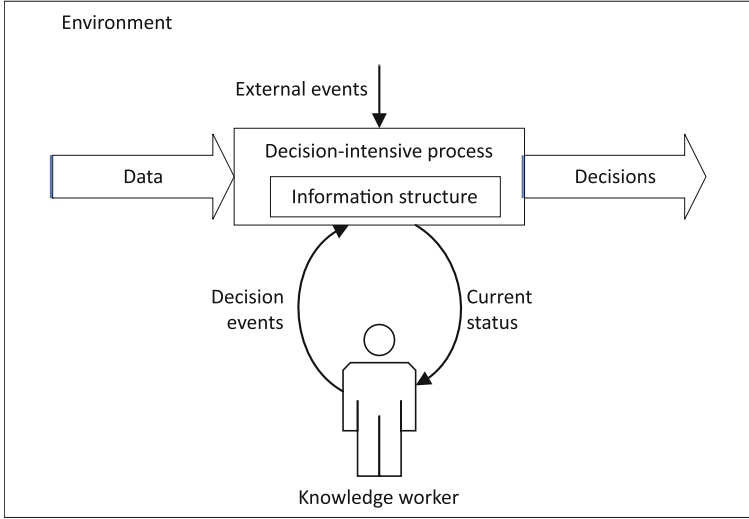 Environment
External events
Decision-intensive process
Data
Information structure
Decisions
Decision
events
Current
status
Knowledge worker